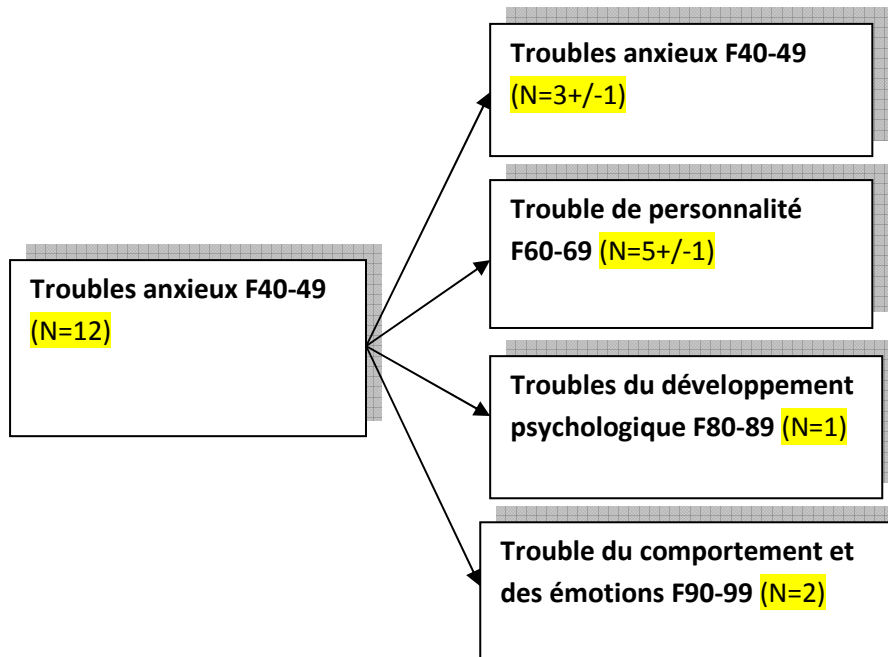 Troubles anxieux F40-49
(N=12)
Troubles anxieux F40-49
(N=3+/-1)
Trouble de personnalité
F60-69 (N=5+/-1)
Troubles du développement
psychologique F80-89 (N=1)
Trouble du comportement et
des émotions F90-99 (N=2)